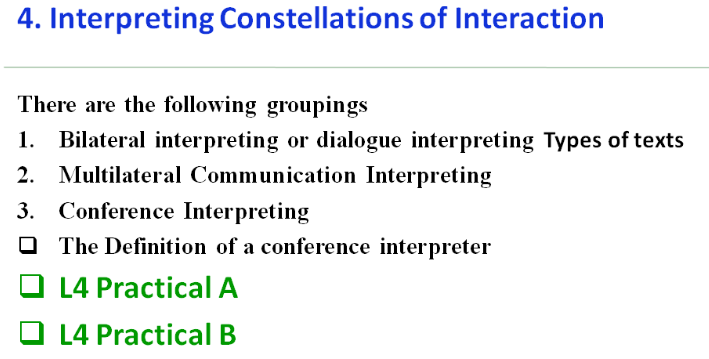 4. Interpreting Constellations of Interaction
There are the following groupings
1. Bilateral interpreting or dialogue interpreting Types of texts
2. Multilateral Communication Interpreting
3. Conference Interpreting
❑ The Definition of a conference interpreter
❑ L4 Practical A
❑ L4 Practical B